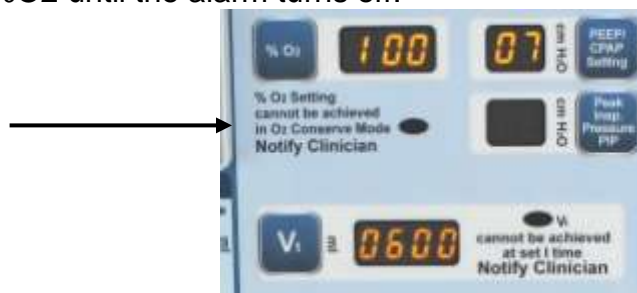 until the alarm turns
% O₂
100
07
cm H₂O
PEEP/
CPAP
Setting
% O₂ Setting
cannot be achieved
in O₂ Conserve Mode
Notify Clinician
cm H₂O
Peak
Insp
Pressure
PIP
Vₜ
0600
Vₜ
cannot be achieved
at set I time
Notify Clinician